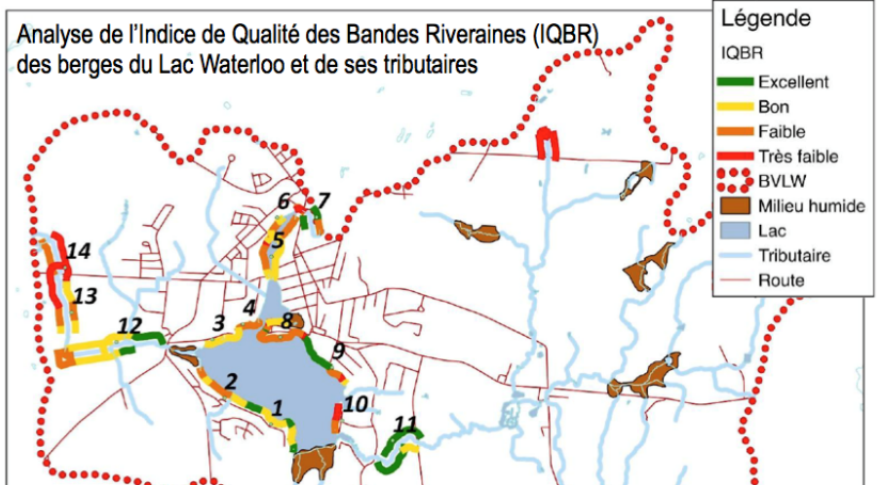 Analyse de l'Indice de Qualité des Bandes Riveraines (IQBR)
des berges du Lac Waterloo et de ses tributaires
Légende
IQBR
Excellent
Bon
Faible
Très faible
BVLW
Milieu humide
Lac
Tributaire
Route
6
7
5
14
13
4
12
3
8
9
2
10
1
11